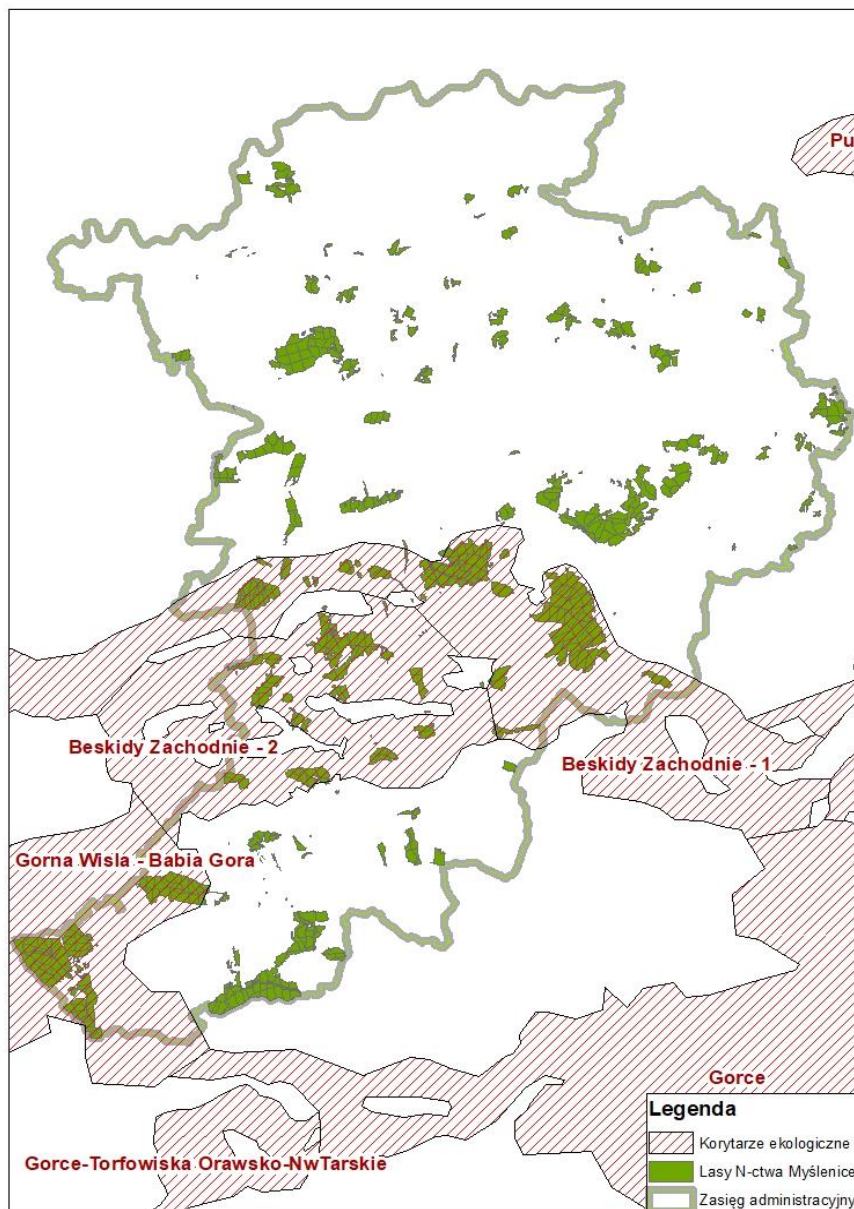 Pu
Beskidy Zachodnie - 2
Beskidy Zachodnie - 1
Gorna Wisla - Babia Gora
Gorce
Gorce-Torfowiska Orawsko-NwTarskie
Legenda
Korytarze ekologiczne
Lasy N-ctwa Myślenice
Zasięg administracyjny